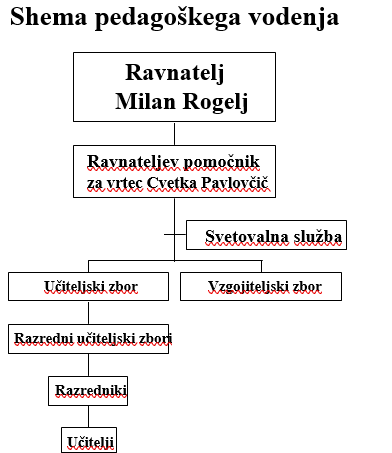 Shema pedagoškega vodenja
Ravnatelj
Milan Rogelj
Ravnateljev pomočnik
za vrtec Cvetka Pavlovčič
Svetovalna služba
Učiteljski zbor
Vzgojiteljski zbor
Razredni učiteljski zbori
Razredniki
Učitelji